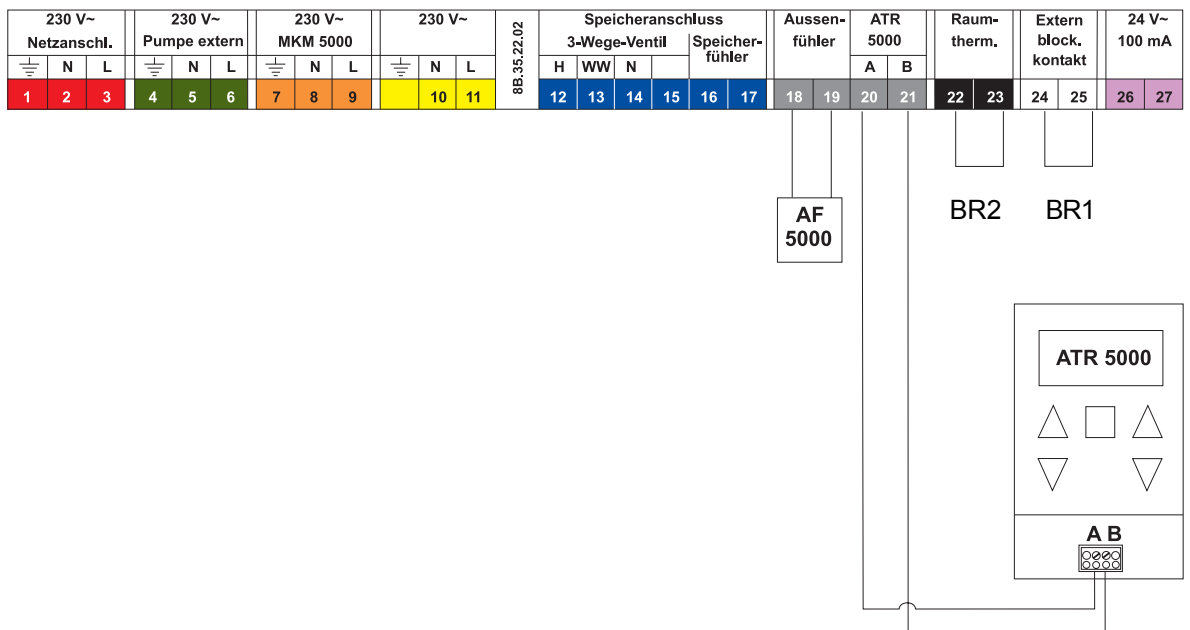 230 V~
Netzanschl.
⏚ N L
1 2 3
230 V~
Pumpe extern
⏚ N L
4 5 6
230 V~
MKM 5000
⏚ N L
7 8 9
230 V~
⏚ N L
10 11
8B.35.22.02
Speicheranschluss
3-Wege-Ventil
Speicher-
fühler
H WW N
12 13 14 15 16 17
Aussen-
fühler
18 19
ATR
5000
A B
20 21
Raum-
therm.
22 23
Extern
block.
kontakt
24 25
24 V~
100 mA
26 27
AF
5000
BR2 BR1
ATR 5000
A B